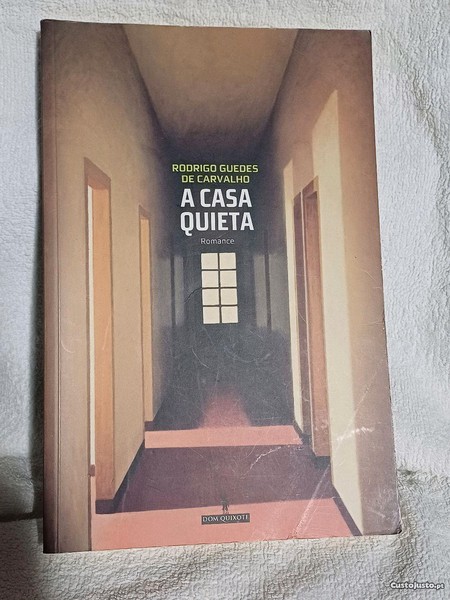 RODRIGO GUEDES
DE CARVALHO
A CASA
QUIETA
Romance
DOM QUIXOTE
CustoJusto.pt